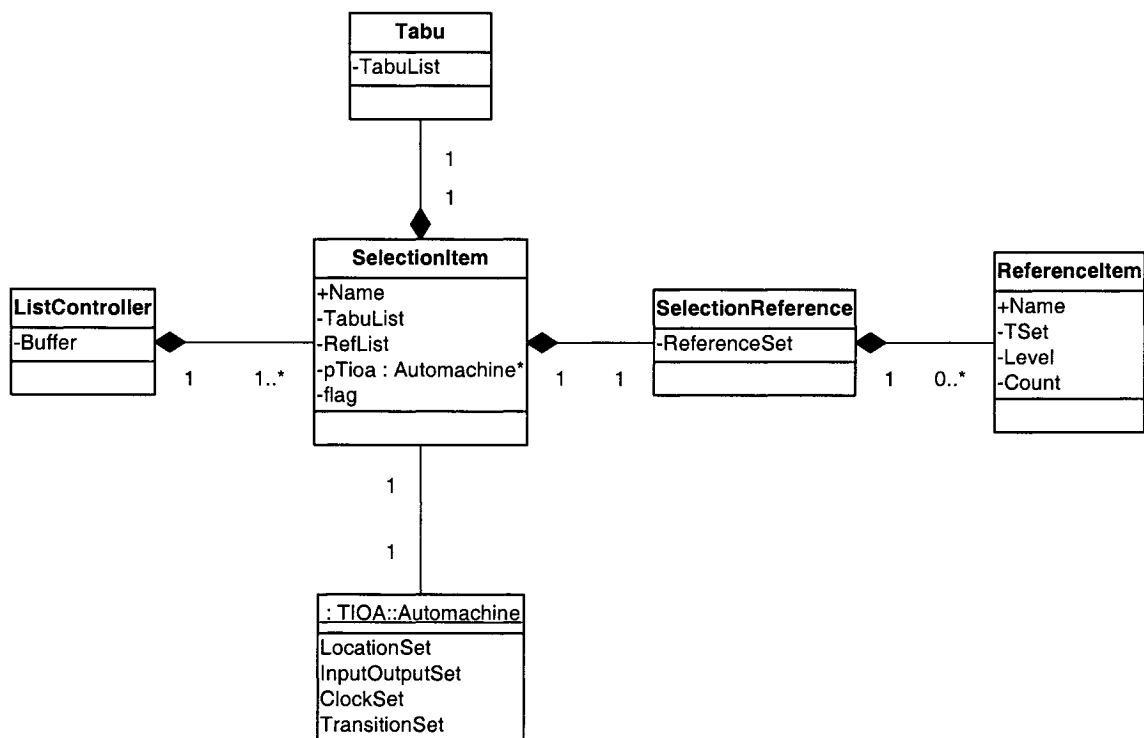 Tabu
-TabuList
1
1
SelectionItem
+Name
-TabuList
-RefList
-pTioa : Automachine*
-flag
ListController
-Buffer
1 1..*
SelectionReference
-ReferenceSet
1 1
ReferenceItem
+Name
-TSet
-Level
-Count
1 0..*
1
1
: TIOA::Automachine
LocationSet
InputOutputSet
ClockSet
TransitionSet